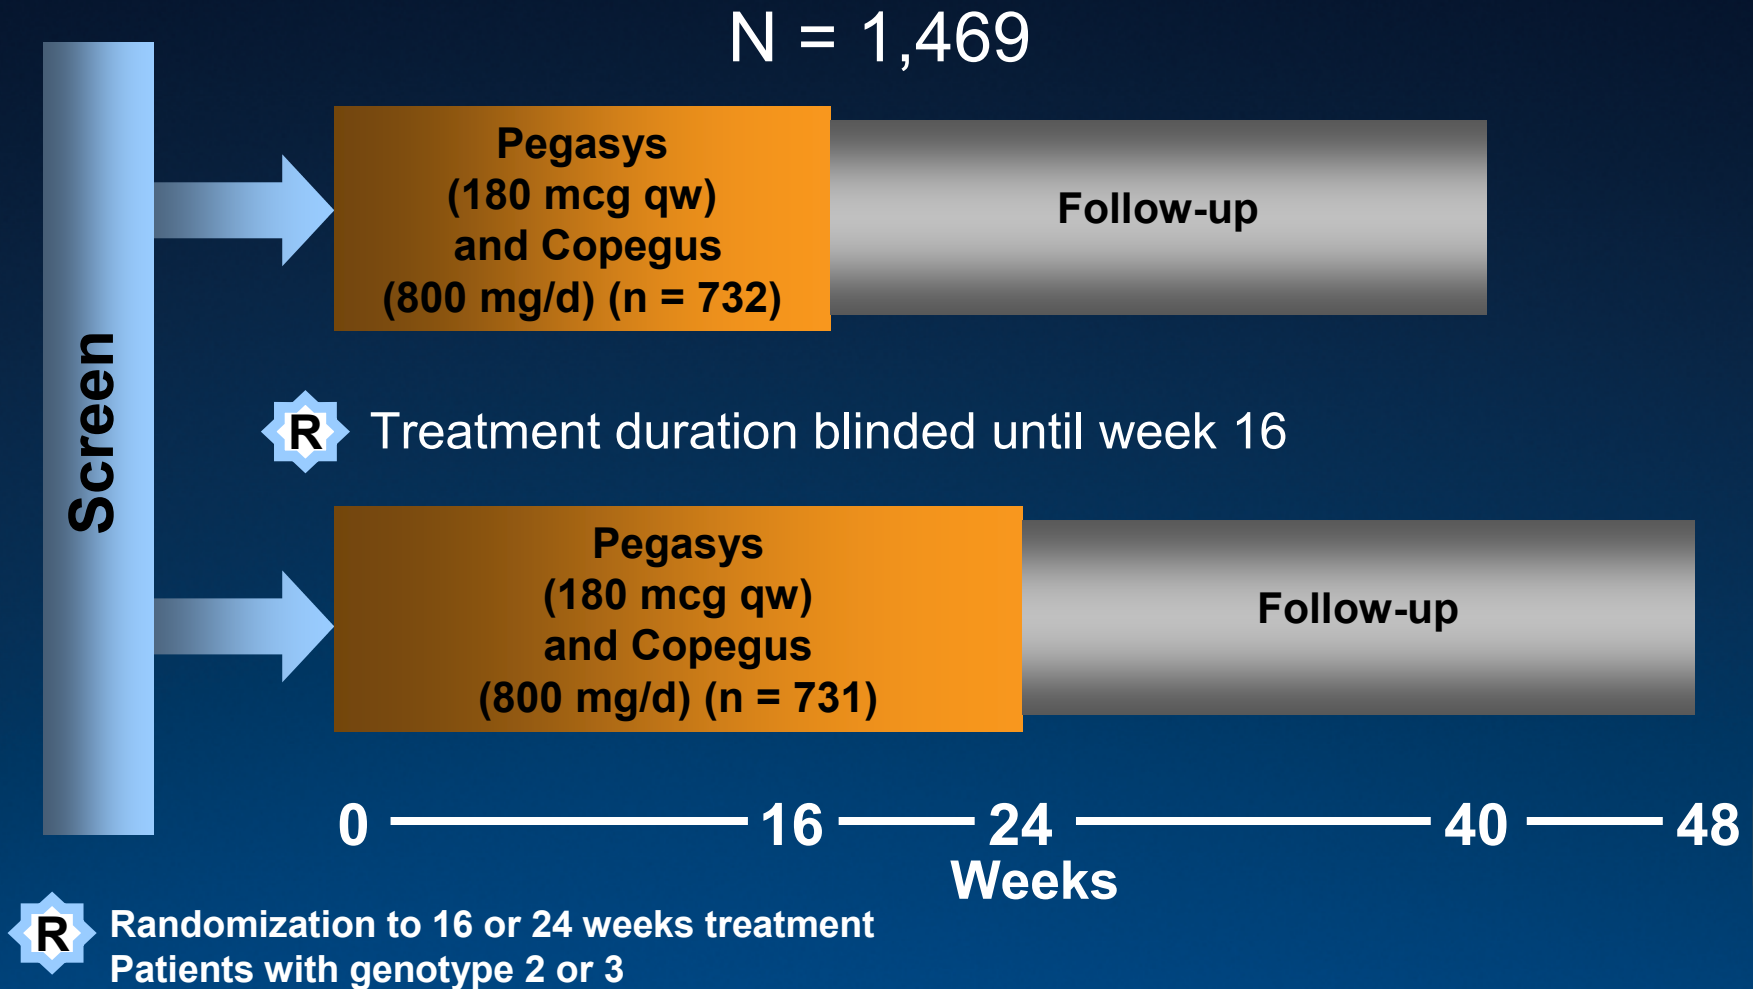 N = 1,469
Screen
Pegasys
(180 mcg qw)
and Copegus
(800 mg/d) (n = 732)
Follow-up
R Treatment duration blinded until week 16
Pegasys
(180 mcg qw)
and Copegus
(800 mg/d) (n = 731)
Follow-up
0 16 24 40 48
Weeks
R Randomization to 16 or 24 weeks treatment
Patients with genotype 2 or 3